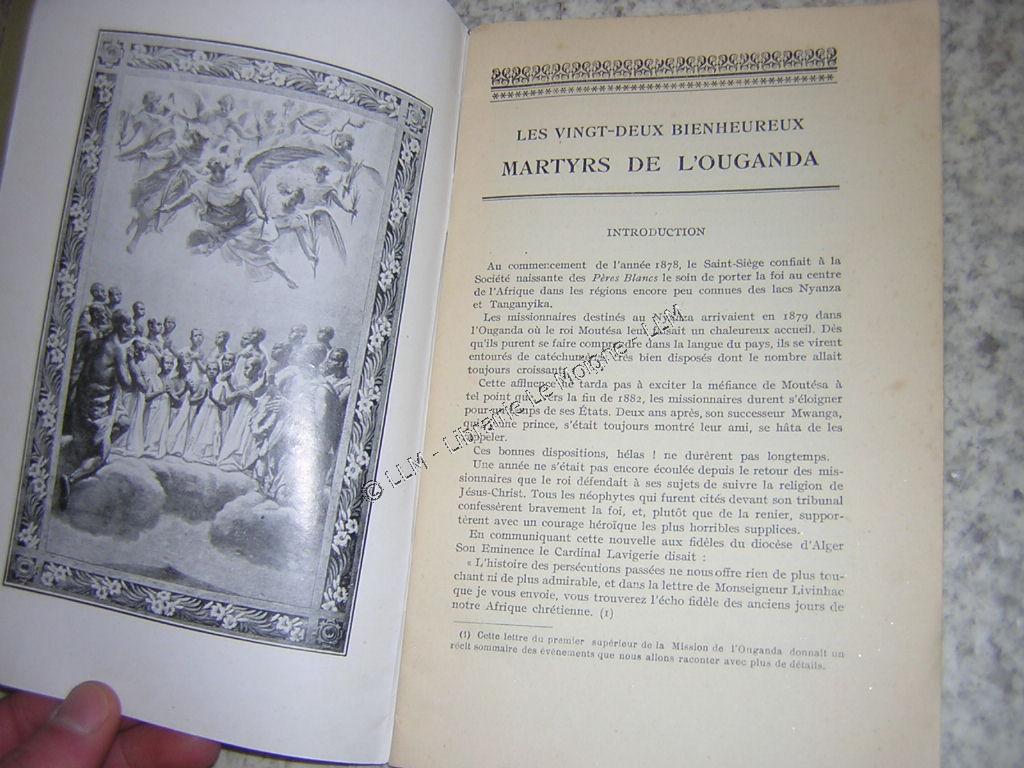 LES VINGT-DEUX BIENHEUREUX
MARTYRS DE L'OUGANDA
INTRODUCTION
Au commencement de l'année 1878, le Saint-Siège confiait à la
Société naissante des Pères Blancs le soin de porter la foi au centre
de l'Afrique dans les régions encore peu connues des lacs Nyanza
et Tanganyika.
Les missionnaires destinés au arrivaient en 1879 dans
l'Ouganda où le roi Moutésa leur faisait un chaleureux accueil. Dès
qu'ils purent se faire comprendre dans la langue du pays, ils se virent
entourés de catéchumènes très bien disposés dont le nombre allait
toujours croissant.
Cette affluence ne tarda pas à exciter la méfiance de Moutésa à
tel point que vers la fin de 1882, les missionnaires durent s'éloigner
pour un temps de ses États. Deux ans après, son successeur Mwanga,
qui, jeune prince, s'était toujours montré leur ami, se hâta de les
rappeler.
Ces bonnes dispositions, hélas ! ne durèrent pas longtemps.
Une année ne s'était pas encore écoulée depuis le retour des mis-
sionnaires que le roi défendait à ses sujets de suivre la religion de
Jésus-Christ. Tous les néophytes qui furent cités devant son tribunal
confessèrent bravement la foi, et, plutôt que de la renier, suppor-
tèrent avec un courage héroïque les plus horribles supplices.
En communiquant cette nouvelle aux fidèles du diocèse d'Alger
Son Eminence le Cardinal Lavigerie disait :
« L'histoire des persécutions passées ne nous offre rien de plus tou-
chant ni de plus admirable, et dans la lettre de Monseigneur Livinhac
que je vous envoie, vous trouverez l'écho fidèle des anciens jours de
notre Afrique chrétienne. (1)
(1) Cette lettre du premier supérieur de la Mission de l'Ouganda donnait un
récit sommaire des événements que nous allons raconter avec plus de détails.
© LLM - Librairie Le Moine - LLM